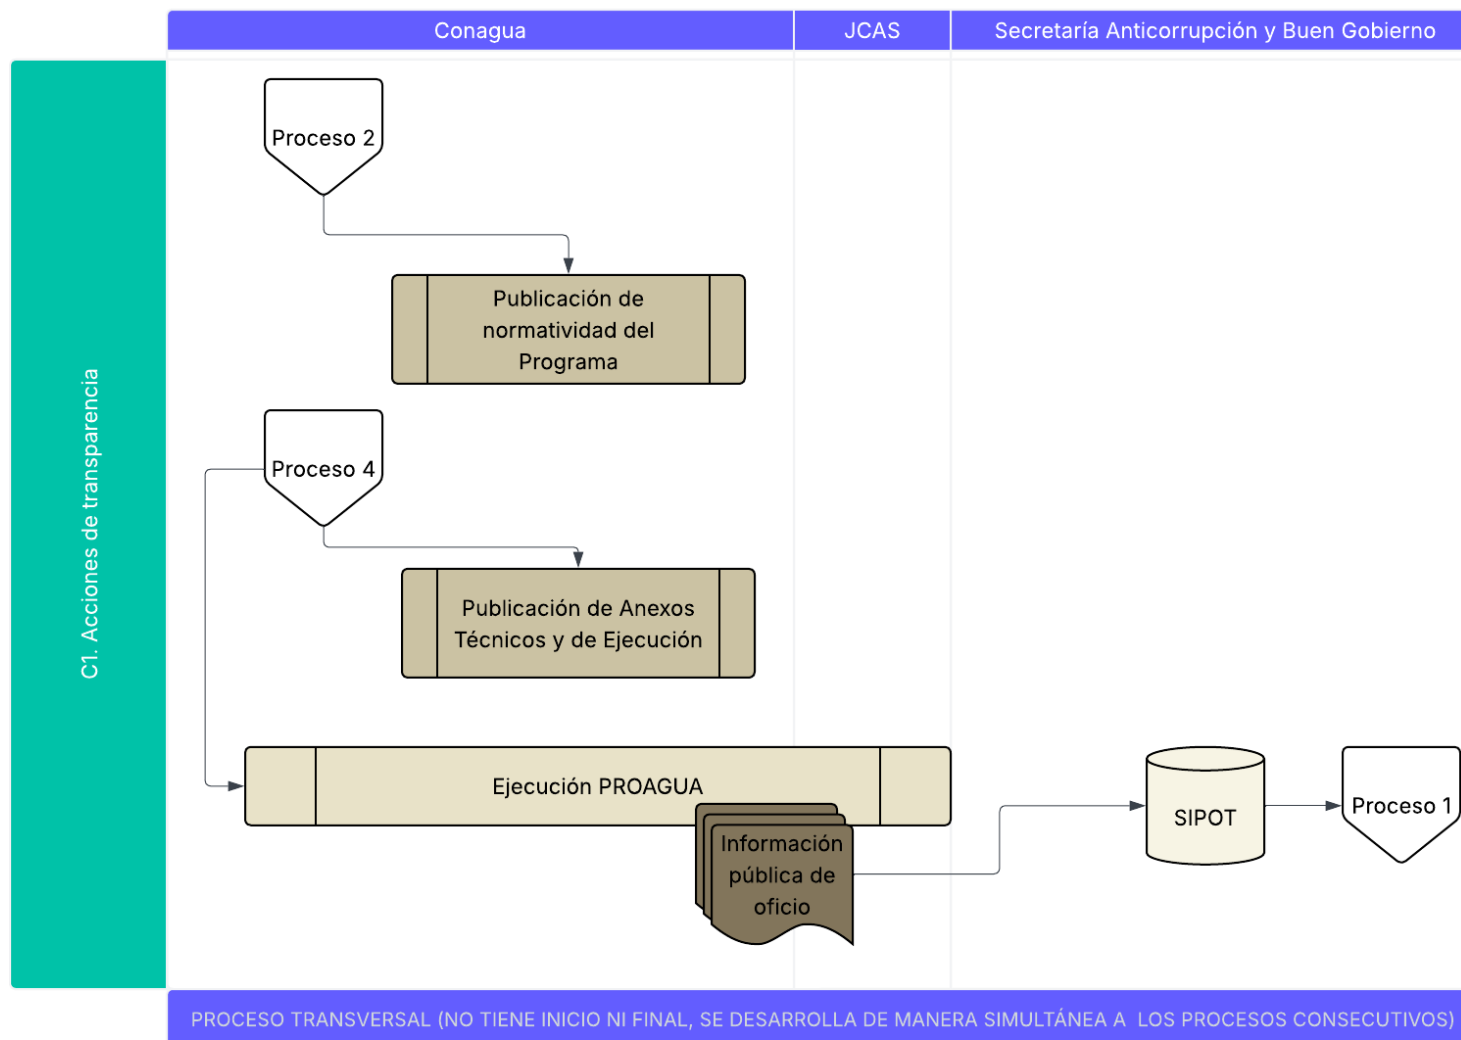 Conagua
JCAS
Secretaría Anticorrupción y Buen Gobierno
C1. Acciones de transparencia
Proceso 2
Publicación de
normatividad del
Programa
Proceso 4
Publicación de Anexos
Técnicos y de Ejecución
Ejecución PROAGUA
Información
pública de
oficio
SIPOT
Proceso 1
PROCESO TRANSVERSAL (NO TIENE INICIO NI FINAL, SE DESARROLLA DE MANERA SIMULTÁNEA A LOS PROCESOS CONSECUTIVOS)